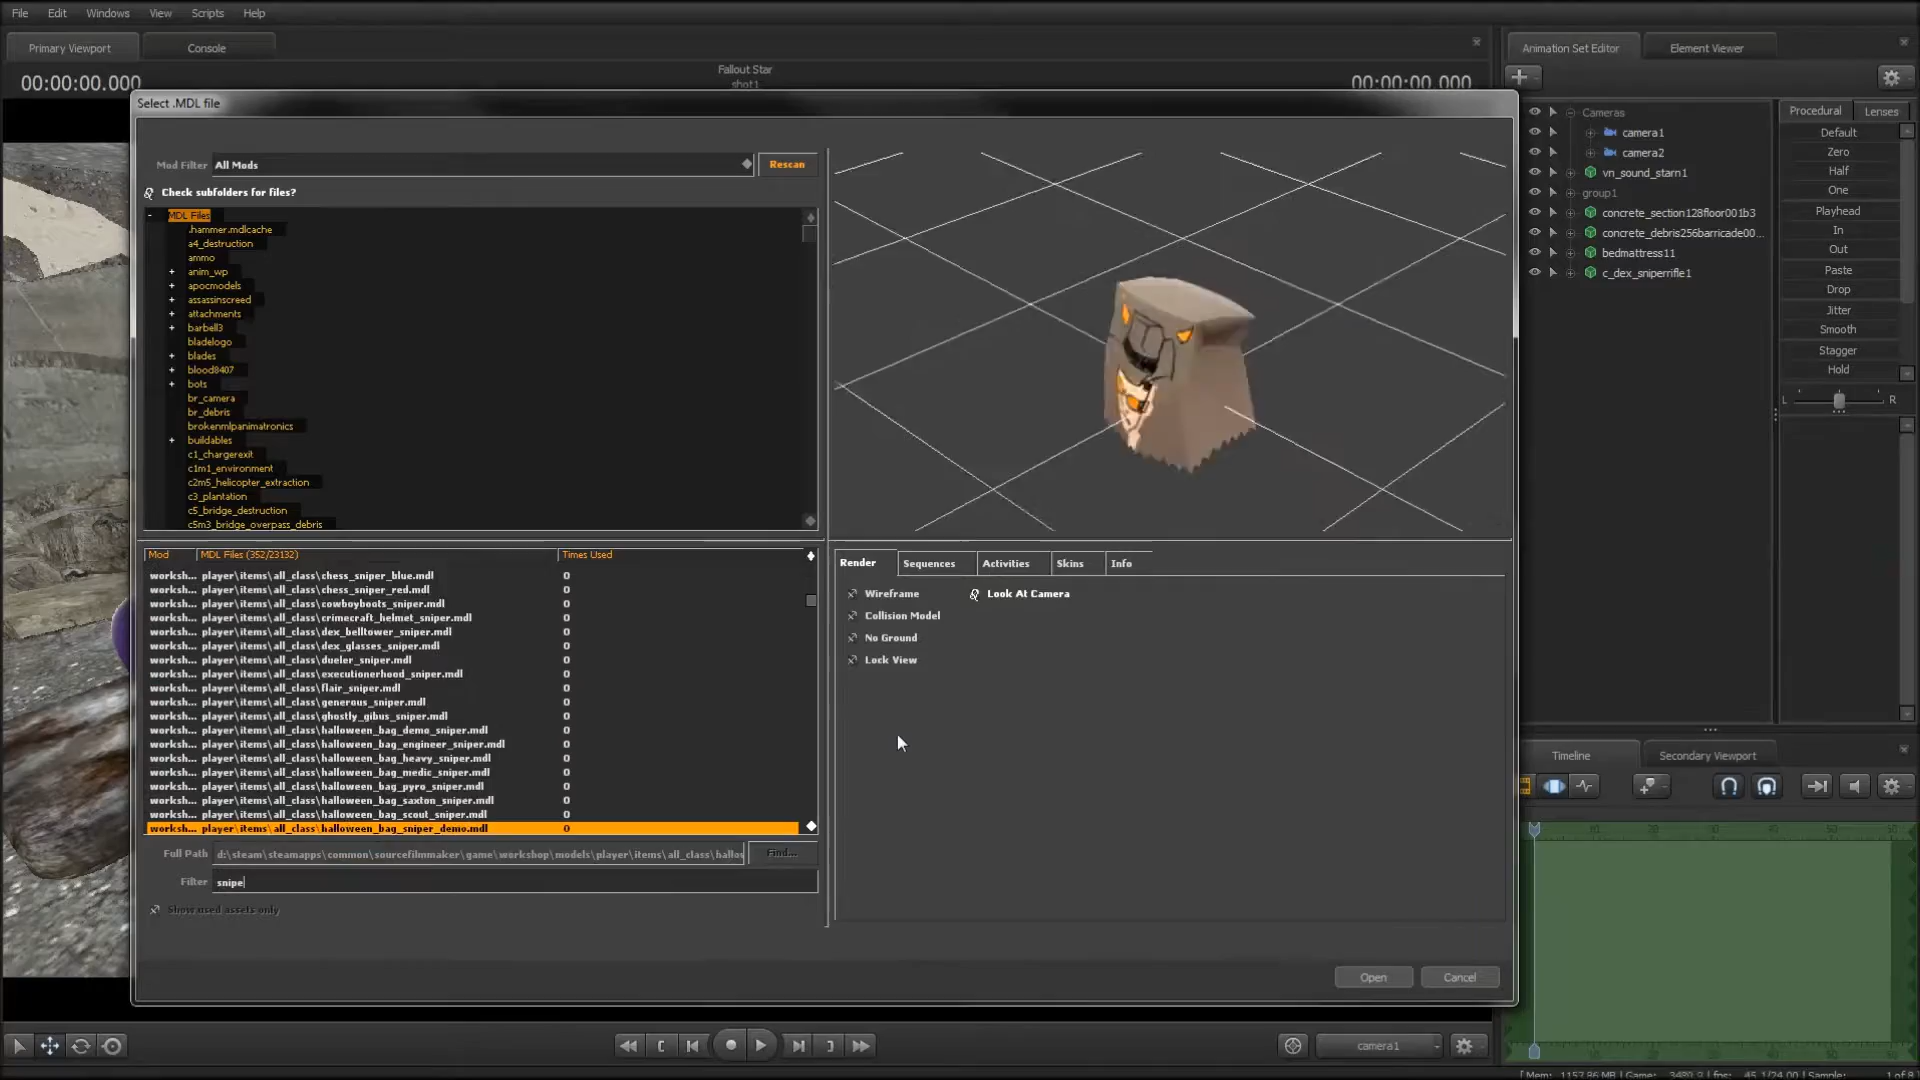 File Edit Windows View Scripts Help
Primary Viewport Console
Animation Set Editor Element Viewer
00:00:00.000
Fallout Star
shot1
00:00:00.000
Select .MDL file
Mod Filter All Mods Rescan
Check subfolders for files?
MDL Files
.hammer.mdlcache
a4_destruction
ammo
anim_wp
apocmodels
assassinscreed
attachments
barbell3
bladelogo
blades
blood8407
bots
br_camera
br_debris
brokenmlpanimatronics
buildables
c1_chargerexit
c1m1_environment
c2m5_helicopter_extraction
c3_plantation
c5_bridge_destruction
c5m3_bridge_overpass_debris
Mod MDL Files (352/23132) Times Used
worksh... player\items\all_class\chess_sniper_blue.mdl 0
worksh... player\items\all_class\chess_sniper_red.mdl 0
worksh... player\items\all_class\cowboyboots_sniper.mdl 0
worksh... player\items\all_class\crimecraft_helmet_sniper.mdl 0
worksh... player\items\all_class\dex_belltower_sniper.mdl 0
worksh... player\items\all_class\dex_glasses_sniper.mdl 0
worksh... player\items\all_class\dueler_sniper.mdl 0
worksh... player\items\all_class\executionerhood_sniper.mdl 0
worksh... player\items\all_class\flair_sniper.mdl 0
worksh... player\items\all_class\generous_sniper.mdl 0
worksh... player\items\all_class\ghostly_gibus_sniper.mdl 0
worksh... player\items\all_class\halloween_bag_demo_sniper.mdl 0
worksh... player\items\all_class\halloween_bag_engineer_sniper.mdl 0
worksh... player\items\all_class\halloween_bag_heavy_sniper.mdl 0
worksh... player\items\all_class\halloween_bag_medic_sniper.mdl 0
worksh... player\items\all_class\halloween_bag_pyro_sniper.mdl 0
worksh... player\items\all_class\halloween_bag_saxton_sniper.mdl 0
worksh... player\items\all_class\halloween_bag_scout_sniper.mdl 0
worksh... player\items\all_class\halloween_bag_sniper_demo.mdl 0
Full Path d:\steam\steamapps\common\sourcefilmmaker\game\workshop\models\player\items\all_class\hallo Find...
Filter snipe
Show used assets only
Render Sequences Activities Skins Info
Wireframe Look At Camera
Collision Model
No Ground
Lock View
Open Cancel
Cameras
camera1
camera2
vn_sound_starn1
group1
concrete_section128floor001b3
concrete_debris256barricade00...
bedmattress11
c_dex_sniperrifle1
Procedural Lenses
Default
Zero
Half
One
Playhead
In
Out
Paste
Drop
Jitter
Smooth
Stagger
Hold
L R
Timeline Secondary Viewport
camera1